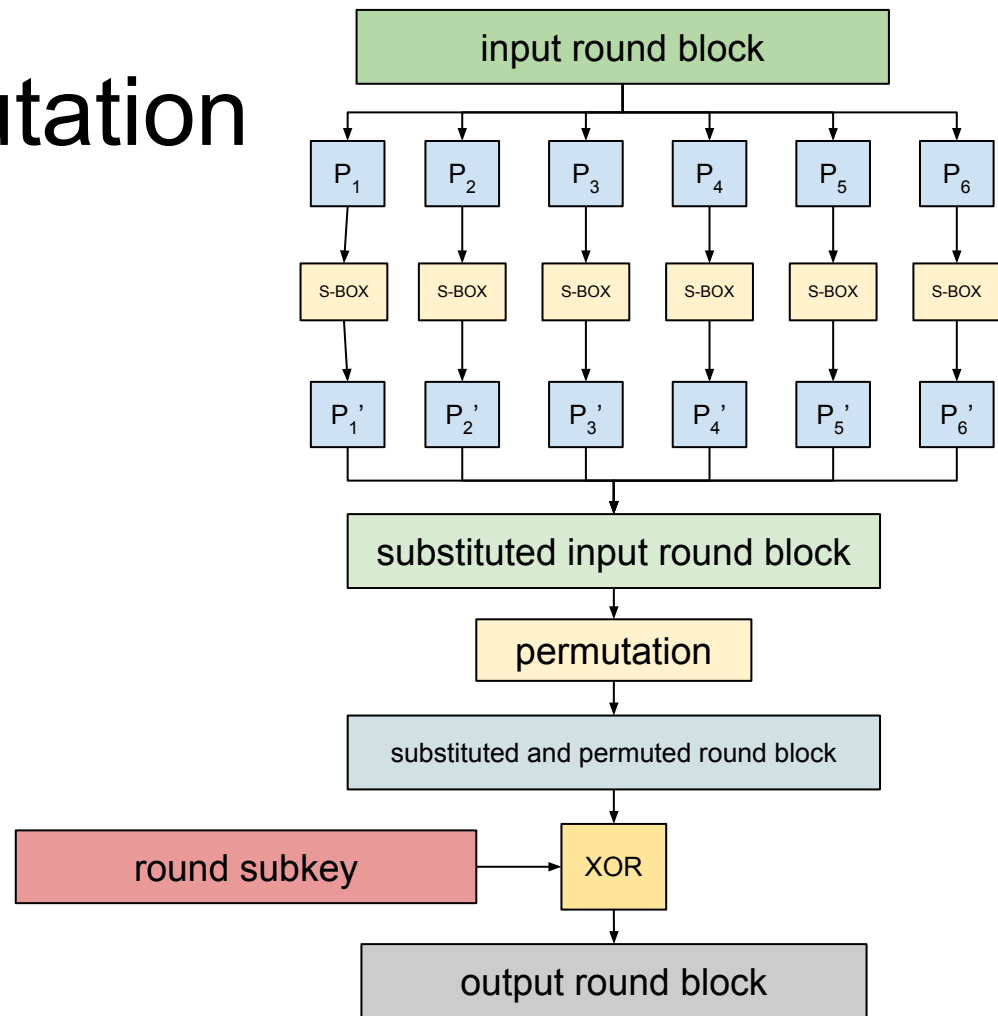 utation
input round block
P1 P2 P3 P4 P5 P6
S-BOX S-BOX S-BOX S-BOX S-BOX S-BOX
P1’ P2’ P3’ P4’ P5’ P6’
substituted input round block
permutation
substituted and permuted round block
round subkey
XOR
output round block